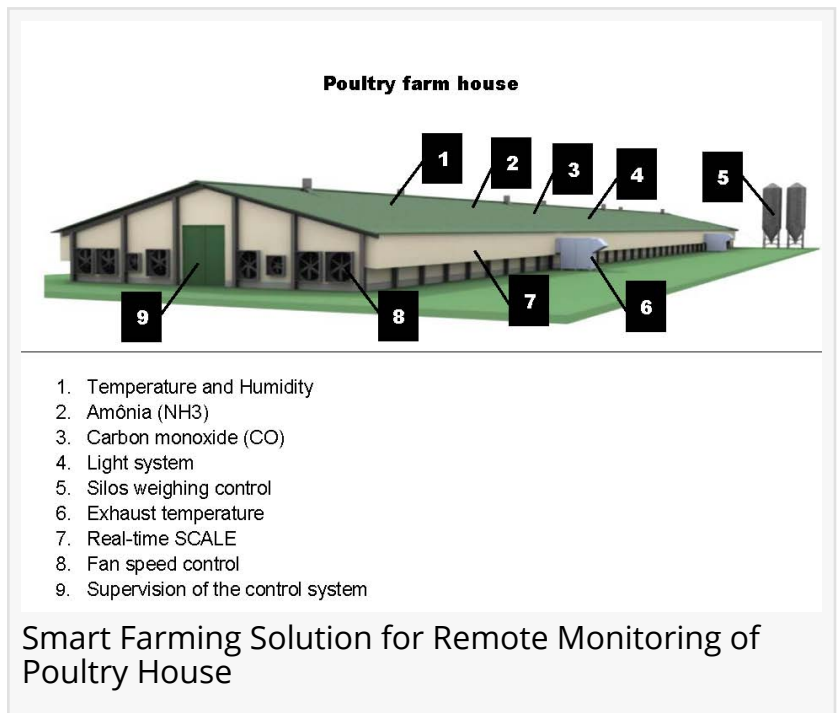 Poultry farm house
1
2
3
4
5
6
7
8
9
1. Temperature and Humidity
2. Amônia (NH3)
3. Carbon monoxide (CO)
4. Light system
5. Silos weighing control
6. Exhaust temperature
7. Real-time SCALE
8. Fan speed control
9. Supervision of the control system
Smart Farming Solution for Remote Monitoring of
Poultry House